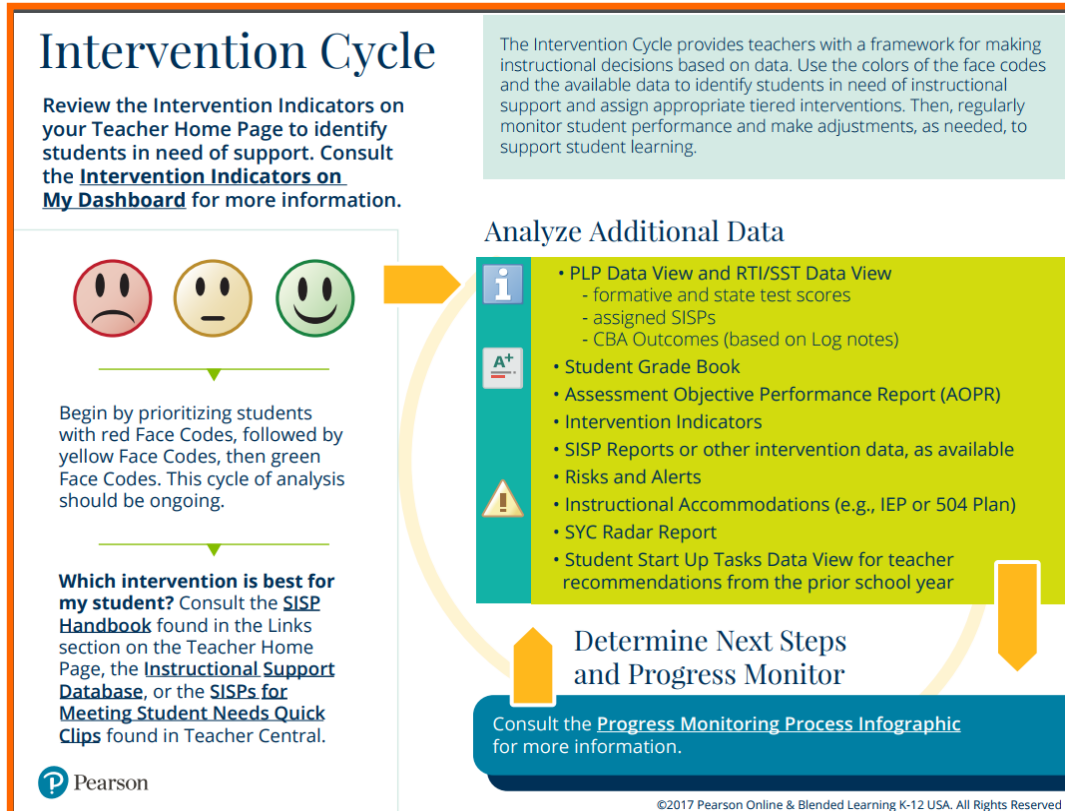 Intervention Cycle
Review the Intervention Indicators on
your Teacher Home Page to identify
students in need of support. Consult
the Intervention Indicators on
My Dashboard for more information.
The Intervention Cycle provides teachers with a framework for making
instructional decisions based on data. Use the colors of the face codes
and the available data to identify students in need of instructional
support and assign appropriate tiered interventions. Then, regularly
monitor student performance and make adjustments, as needed, to
support student learning.
Begin by prioritizing students
with red Face Codes, followed by
yellow Face Codes, then green
Face Codes. This cycle of analysis
should be ongoing.
Which intervention is best for
my student? Consult the SISP
Handbook found in the Links
section on the Teacher Home
Page, the Instructional Support
Database, or the SISPs for
Meeting Student Needs Quick
Clips found in Teacher Central.
Analyze Additional Data
i
A+
!
• PLP Data View and RTI/SST Data View
- formative and state test scores
- assigned SISPs
- CBA Outcomes (based on Log notes)
• Student Grade Book
• Assessment Objective Performance Report (AOPR)
• Intervention Indicators
• SISP Reports or other intervention data, as available
• Risks and Alerts
• Instructional Accommodations (e.g., IEP or 504 Plan)
• SYC Radar Report
• Student Start Up Tasks Data View for teacher
recommendations from the prior school year
Determine Next Steps
and Progress Monitor
Consult the Progress Monitoring Process Infographic
for more information.
P Pearson
©2017 Pearson Online & Blended Learning K-12 USA. All Rights Reserved